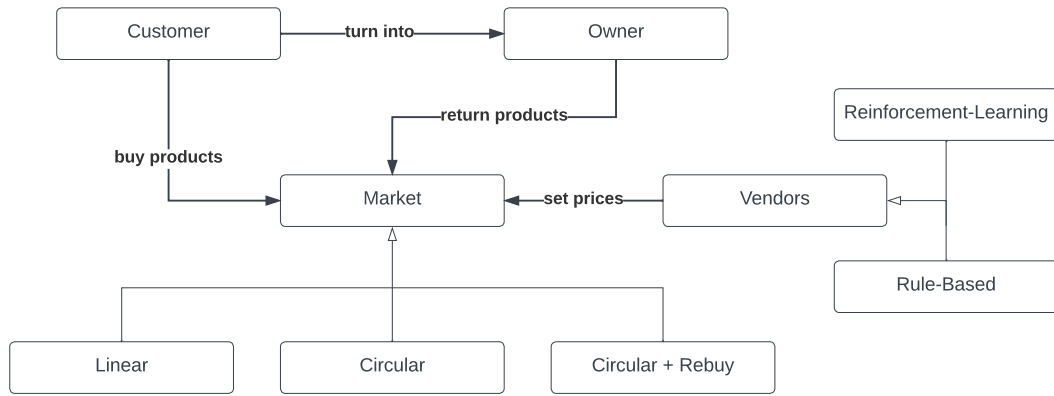 Customer
turn into
Owner
Reinforcement-Learning
return products
buy products
Market
set prices
Vendors
Rule-Based
Linear
Circular
Circular + Rebuy